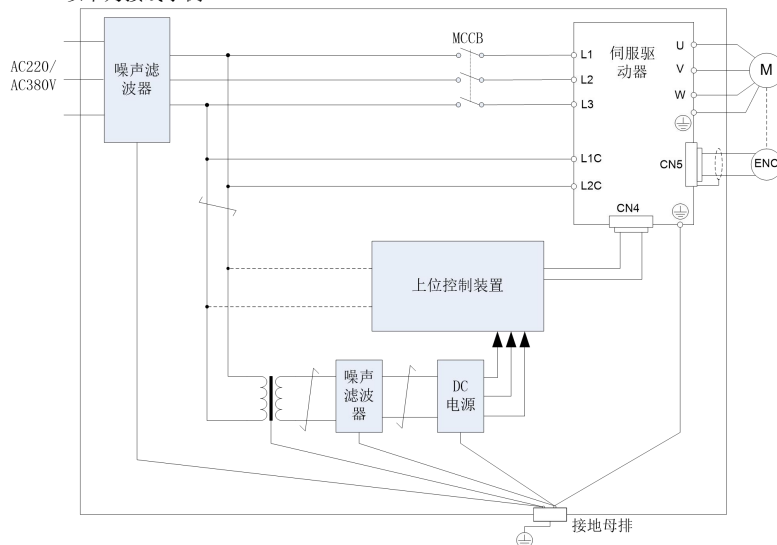 AC220/
AC380V
噪声滤
波器
MCCB
L1
L2
L3
L1C
L2C
伺服驱
动器
U
V
W
M
CN5
ENC
CN4
上位控制装置
噪声
滤波
器
DC
电源
接地母排